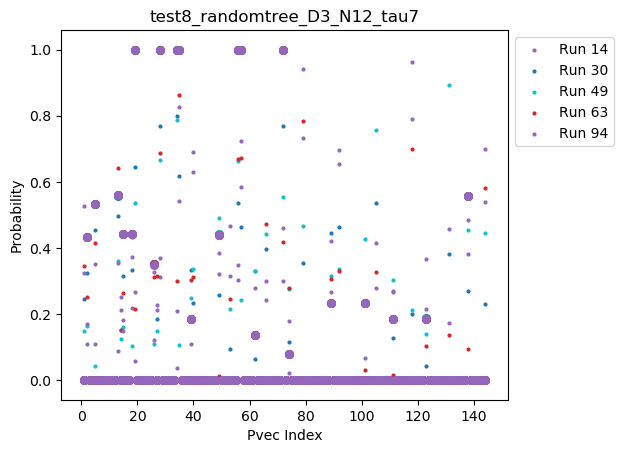 test8_randomtree_D3_N12_tau7
1.0
0.8
0.6
0.4
0.2
0.0
Probability
0
20
40
60
80
100
120
140
Pvec Index
Run 14
Run 30
Run 49
Run 63
Run 94